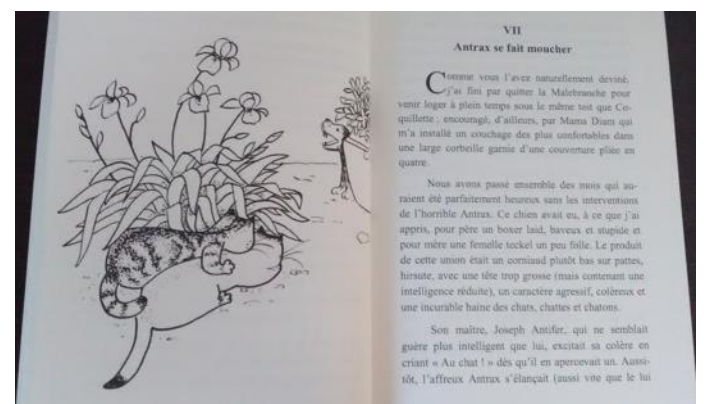 VII
Antrax se fait moucher
Comme vous l'avez naturellement deviné,
j'ai fini par quitter la Malebranche pour
venir loger à plein temps sous le même toit que Co-
quillette ; encouragé, d'ailleurs, par Mama Diani qui
m'a installé un couchage des plus confortables dans
une large corbeille garnie d'une couverture pliée en
quatre.
Nous avons passé ensemble des mois qui au-
raient été parfaitement heureux sans les interventions
de l'horrible Antrax. Ce chien avait eu, à ce que j'ai
appris, pour père un boxer laid, baveux et stupide et
pour mère une femelle teckel un peu folle. Le produit
de cette union était un corniaud plutôt bas sur pattes,
hirsute, avec une tête trop grosse (mais contenant une
intelligence réduite), un caractère agressif, coléreux et
une incurable haine des chats, chattes et chatons.
Son maître, Joseph Antifer, qui ne semblait
guère plus intelligent que lui, excitait sa colère en
criant « Au chat ! » dès qu'il en apercevait un. Aussi-
tôt, l'affreux Antrax s'élançait (aussi vite que le lui